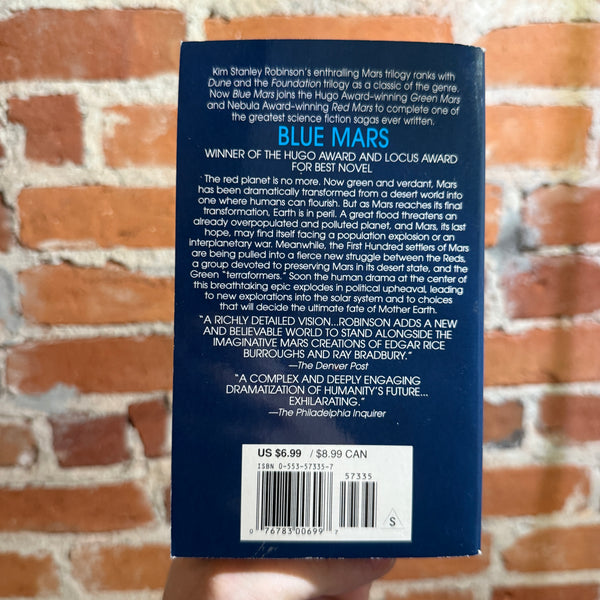 Kim Stanley Robinson's enthralling Mars trilogy ranks with
Dune and the Foundation trilogy as a classic of the genre.
Now Blue Mars joins the Hugo Award–winning Green Mars
and Nebula Award–winning Red Mars to complete one of
the greatest science fiction sagas ever written.
BLUE MARS
WINNER OF THE HUGO AWARD AND LOCUS AWARD
FOR BEST NOVEL
The red planet is no more. Now green and verdant, Mars
has been dramatically transformed from a desert world into
one where humans can flourish. But as Mars reaches its final
transformation, Earth is in peril. A great flood threatens an
already overpopulated and polluted planet, and Mars, its last
hope, may find itself facing a population explosion or an
interplanetary war. Meanwhile, the First Hundred settlers of Mars
are being pulled into a fierce new struggle between the Reds,
a group devoted to preserving Mars in its desert state, and the
Green "terraformers." Soon the human drama at the center of
this breathtaking epic explodes in political upheaval, leading
to new explorations into the solar system and to choices
that will decide the ultimate fate of Mother Earth.
"A RICHLY DETAILED VISION...ROBINSON ADDS A NEW
AND BELIEVABLE WORLD TO STAND ALONGSIDE THE
IMAGINATIVE MARS CREATIONS OF EDGAR RICE
BURROUGHS AND RAY BRADBURY."
—The Denver Post
"A COMPLEX AND DEEPLY ENGAGING
DRAMATIZATION OF HUMANITY'S FUTURE...
EXHILARATING."
—The Philadelphia Inquirer
US $6.99 / $8.99 CAN
ISBN 0-553-57335-7
57335
0 76783 00699 2
S